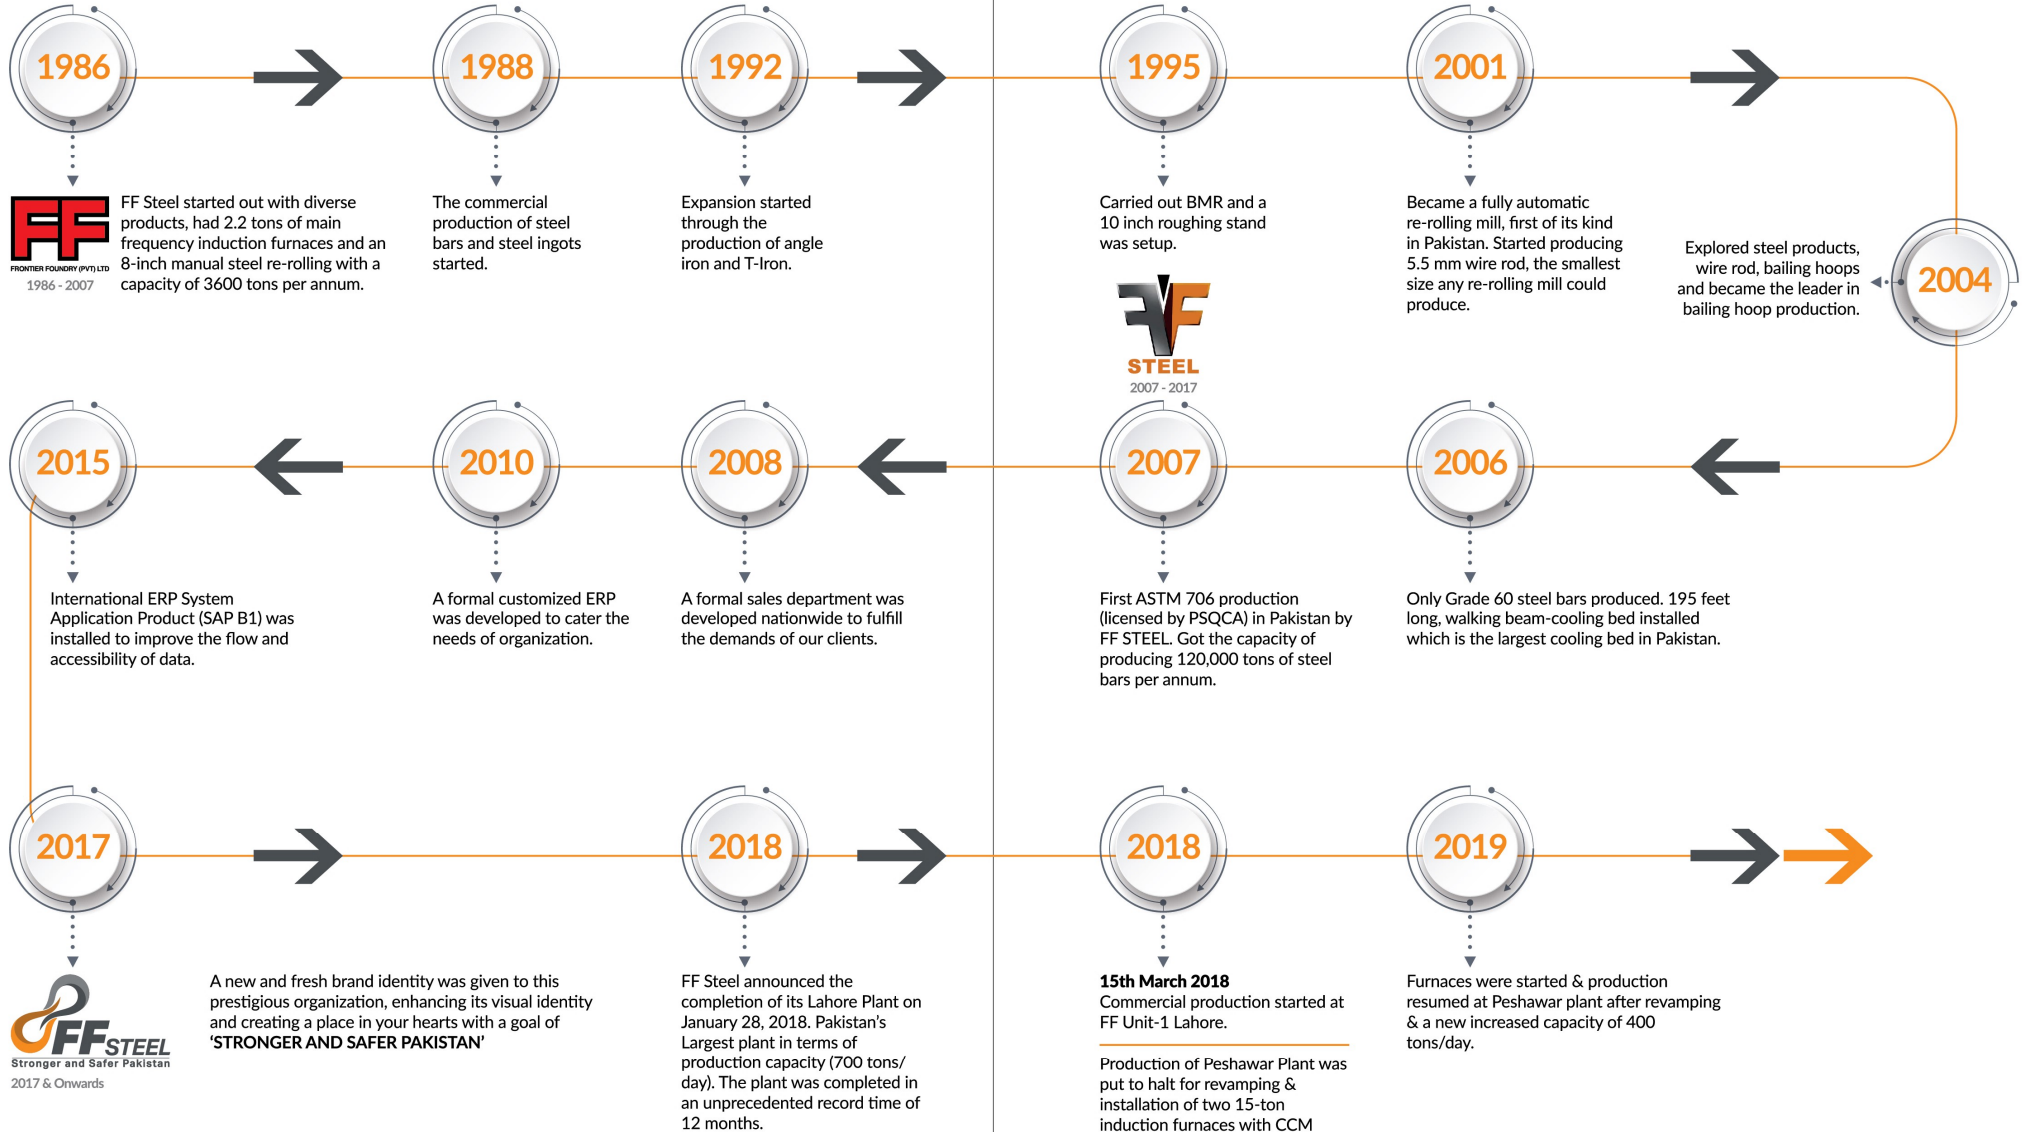 1986
FF
FRONTIER FOUNDRY (PVT) LTD
1986 - 2007
FF Steel started out with diverse
products, had 2.2 tons of main
frequency induction furnaces and an
8-inch manual steel re-rolling with a
capacity of 3600 tons per annum.
1988
The commercial
production of steel
bars and steel ingots
started.
1992
Expansion started
through the
production of angle
iron and T-Iron.
1995
Carried out BMR and a
10 inch roughing stand
was setup.
2001
Became a fully automatic
re-rolling mill, first of its kind
in Pakistan. Started producing
5.5 mm wire rod, the smallest
size any re-rolling mill could
produce.
2004
Explored steel products,
wire rod, bailing hoops
and became the leader in
bailing hoop production.
2006
Only Grade 60 steel bars produced. 195 feet
long, walking beam-cooling bed installed
which is the largest cooling bed in Pakistan.
FF
STEEL
2007 - 2017
2007
First ASTM 706 production
(licensed by PSQCA) in Pakistan by
FF STEEL. Got the capacity of
producing 120,000 tons of steel
bars per annum.
2008
A formal sales department was
developed nationwide to fulfill
the demands of our clients.
2010
A formal customized ERP
was developed to cater the
needs of organization.
2015
International ERP System
Application Product (SAP B1) was
installed to improve the flow and
accessibility of data.
2017
FF STEEL
Stronger and Safer Pakistan
2017 & Onwards
A new and fresh brand identity was given to this
prestigious organization, enhancing its visual identity
and creating a place in your hearts with a goal of
‘STRONGER AND SAFER PAKISTAN’
2018
FF Steel announced the
completion of its Lahore Plant on
January 28, 2018. Pakistan’s
Largest plant in terms of
production capacity (700 tons/
day). The plant was completed in
an unprecedented record time of
12 months.
2018
15th March 2018
Commercial production started at
FF Unit-1 Lahore.
Production of Peshawar Plant was
put to halt for revamping &
installation of two 15-ton
induction furnaces with CCM
2019
Furnaces were started & production
resumed at Peshawar plant after revamping
& a new increased capacity of 400
tons/day.